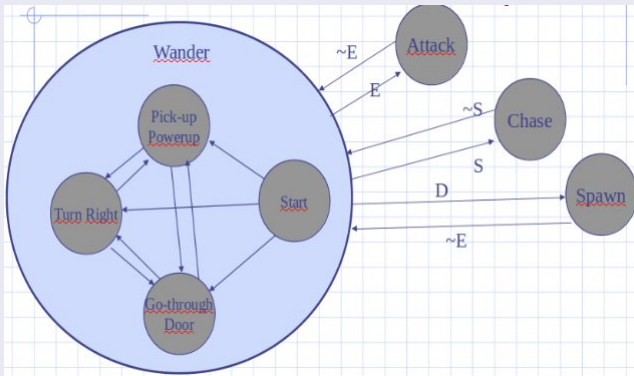 Wander
~E
Attack
E
Pick-up
Powerup
~S
Chase
S
Turn Right
Start
D
Spawn
~E
Go-through
Door